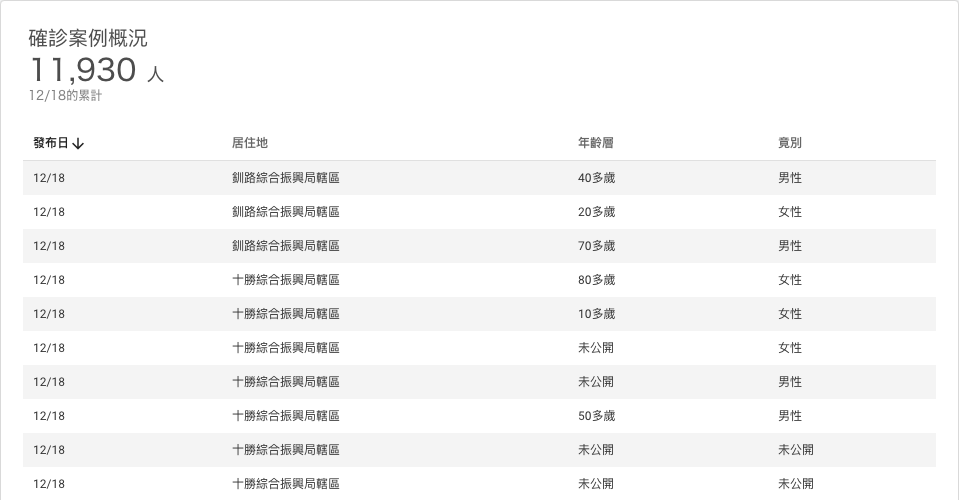 確診案例概況
11,930 人
12/18的累計
發布日 居住地 年齡層 竟別
12/18 釧路綜合振興局轄區 40多歲 男性
12/18 釧路綜合振興局轄區 20多歲 女性
12/18 釧路綜合振興局轄區 70多歲 男性
12/18 十勝綜合振興局轄區 80多歲 女性
12/18 十勝綜合振興局轄區 10多歲 女性
12/18 十勝綜合振興局轄區 未公開 女性
12/18 十勝綜合振興局轄區 未公開 男性
12/18 十勝綜合振興局轄區 50多歲 男性
12/18 十勝綜合振興局轄區 未公開 未公開
12/18 十勝綜合振興局轄區 未公開 未公開